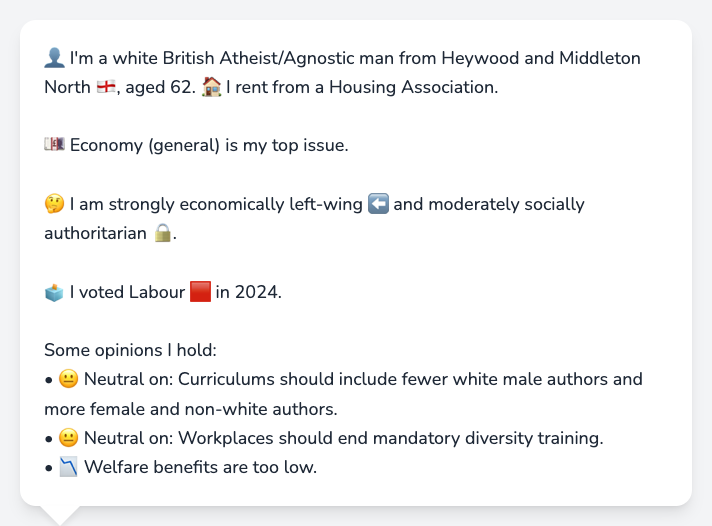 👤 I'm a white British Atheist/Agnostic man from Heywood and Middleton
North 🏴󠁧󠁢󠁥󠁮󠁧󠁿, aged 62. 🏠 I rent from a Housing Association.
💷 Economy (general) is my top issue.
🤔 I am strongly economically left-wing ⬅️ and moderately socially
authoritarian 🔒.
🗳️ I voted Labour 🟥 in 2024.
Some opinions I hold:
• 😐 Neutral on: Curriculums should include fewer white male authors and
more female and non-white authors.
• 😐 Neutral on: Workplaces should end mandatory diversity training.
• 📉 Welfare benefits are too low.